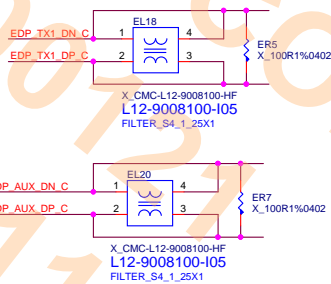 EL18
EDP_TX1_DN_C 1 4
EDP_TX1_DP_C 2 3
ER5
X_100R1%0402
X_CMC-L12-9008100-HF
L12-9008100-I05
FILTER_S4_1_25X1
EL20
DP_AUX_DN_C 1 4
DP_AUX_DP_C 2 3
ER7
X_100R1%0402
X_CMC-L12-9008100-HF
L12-9008100-I05
FILTER_S4_1_25X1